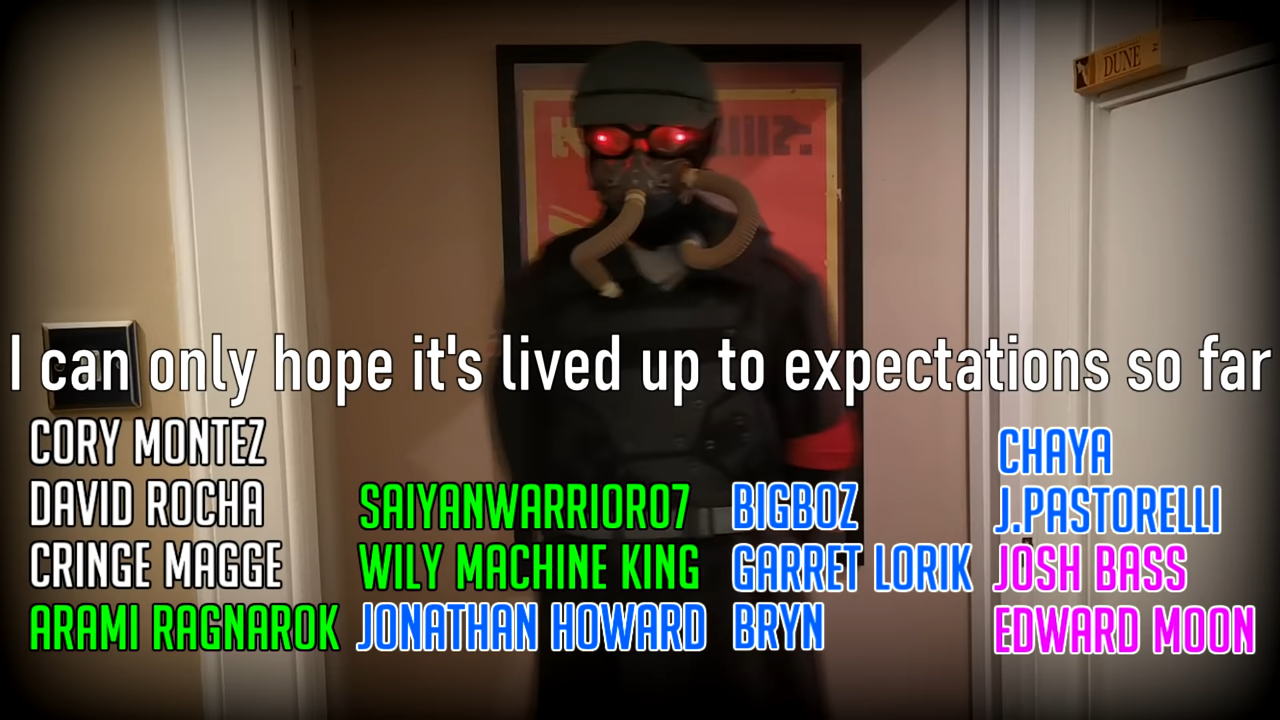 DUNE
I can only hope it's lived up to expectations so far
CORY MONTEZ
DAVID ROCHA
CRINGE MAGGE
ARAMI RAGNAROK
SAIYANWARRIOR07
WILY MACHINE KING
JONATHAN HOWARD
BIGBOZ
GARRET LORIK
BRYN
CHAYA
J.PASTORELLI
JOSH BASS
EDWARD MOON